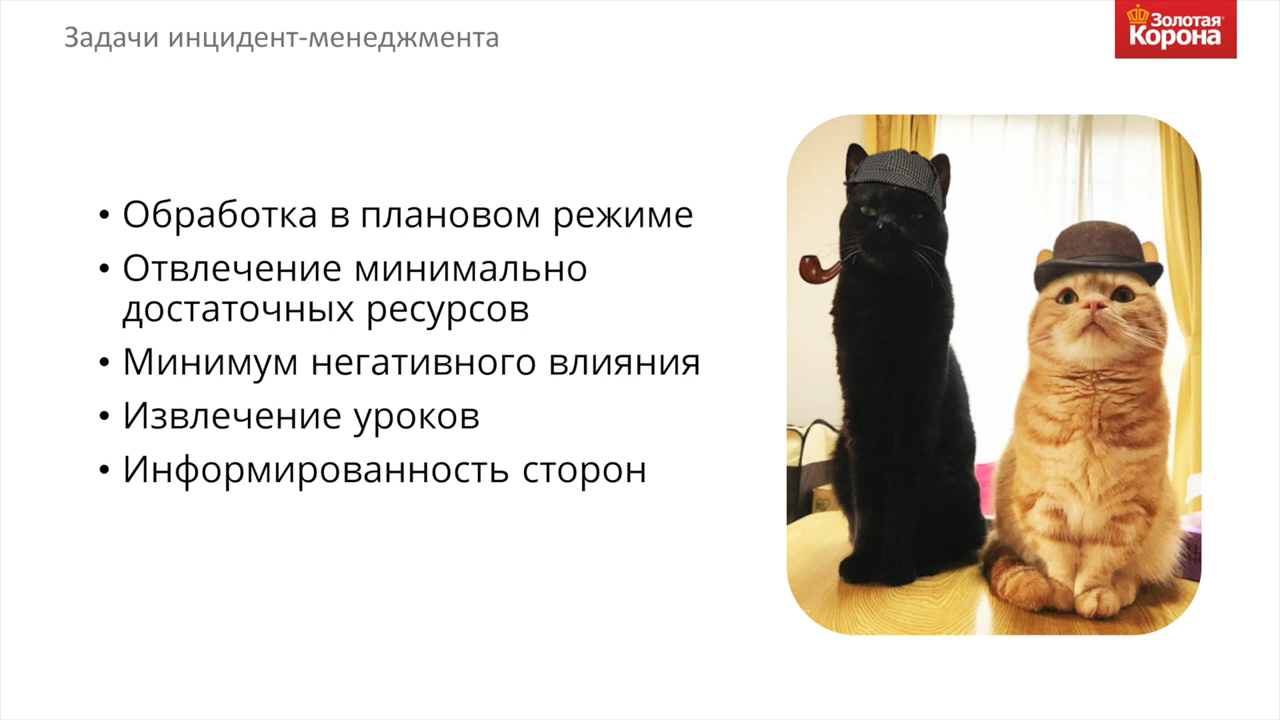 Задачи инцидент-менеджмента
Золотая
Корона
• Обработка в плановом режиме
• Отвлечение минимально
достаточных ресурсов
• Минимум негативного влияния
• Извлечение уроков
• Информированность сторон